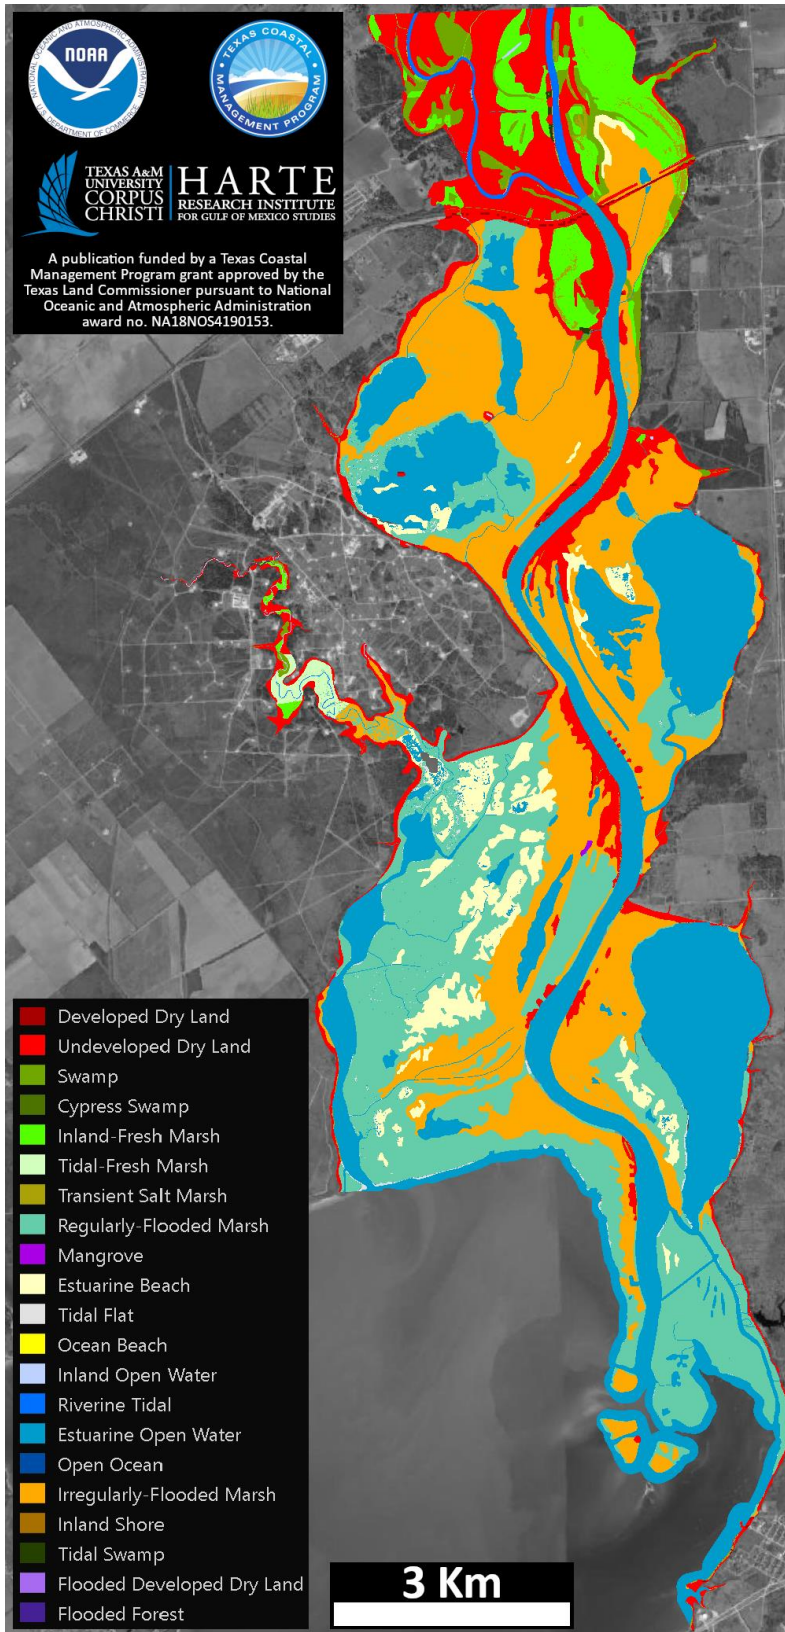 NATIONAL OCEANIC AND ATMOSPHERIC ADMINISTRATION
NOAA
U.S. DEPARTMENT OF COMMERCE
TEXAS COASTAL
MANAGEMENT PROGRAM
TEXAS A&M
UNIVERSITY
CORPUS
CHRISTI
HARTE
RESEARCH INSTITUTE
FOR GULF OF MEXICO STUDIES
A publication funded by a Texas Coastal
Management Program grant approved by the
Texas Land Commissioner pursuant to National
Oceanic and Atmospheric Administration
award no. NA18NOS4190153.
Developed Dry Land
Undeveloped Dry Land
Swamp
Cypress Swamp
Inland-Fresh Marsh
Tidal-Fresh Marsh
Transient Salt Marsh
Regularly-Flooded Marsh
Mangrove
Estuarine Beach
Tidal Flat
Ocean Beach
Inland Open Water
Riverine Tidal
Estuarine Open Water
Open Ocean
Irregularly-Flooded Marsh
Inland Shore
Tidal Swamp
Flooded Developed Dry Land
Flooded Forest
3 Km